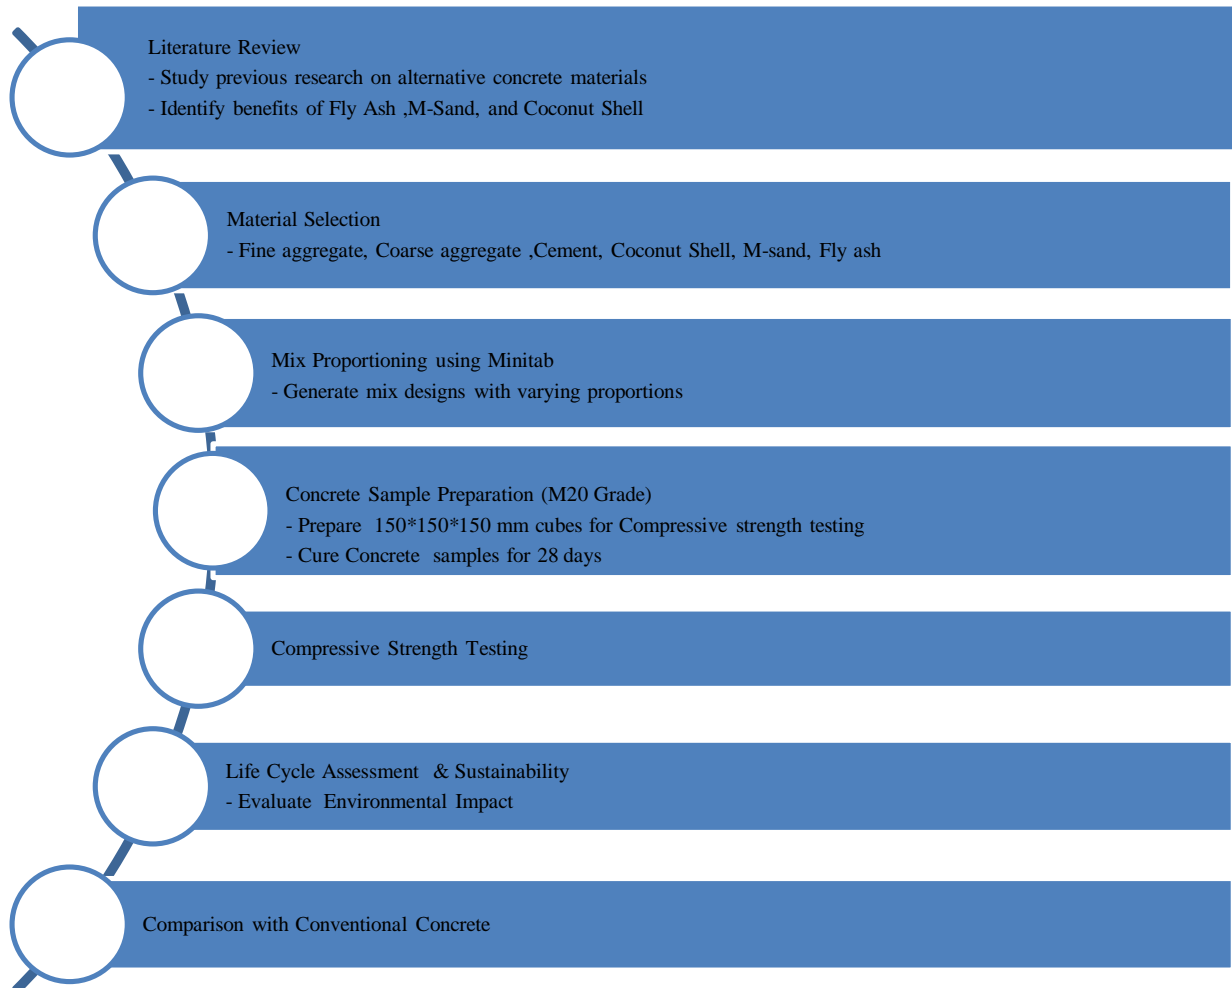 Literature Review
- Study previous research on alternative concrete materials
- Identify benefits of Fly Ash ,M-Sand, and Coconut Shell
Material Selection
- Fine aggregate, Coarse aggregate ,Cement, Coconut Shell, M-sand, Fly ash
Mix Proportioning using Minitab
- Generate mix designs with varying proportions
Concrete Sample Preparation (M20 Grade)
- Prepare 150*150*150 mm cubes for Compressive strength testing
- Cure Concrete samples for 28 days
Compressive Strength Testing
Life Cycle Assessment & Sustainability
- Evaluate Environmental Impact
Comparison with Conventional Concrete